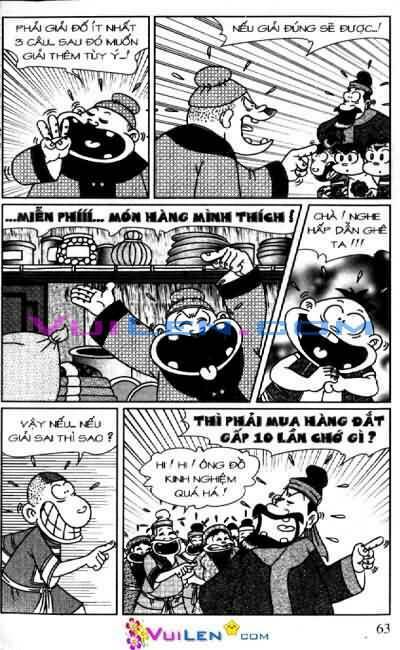 PHẢI GIẢI ĐỐ ÍT NHẤT
3 CÂU... SAU ĐÓ MUỐN
GIẢI THÊM TÙY Ý...!
NẾU GIẢI ĐÚNG SẼ ĐƯỢC...!
...MIỄN PHÍÍÍ... MÓN HÀNG MÌNH THÍCH!
CHÀ! NGHE
HẤP DẪN GHÊ
TA!!!
VUILEN.COM
VẬY NẾU... NẾU
GIẢI SAI THÌ SAO?
THÌ PHẢI MUA HÀNG ĐẮT
GẤP 10 LẦN CHỚ GÌ?
HI! HI! ÔNG ĐỒ
KINH NGHIỆM
QUÁ HÁ!
63
VUILEN.COM